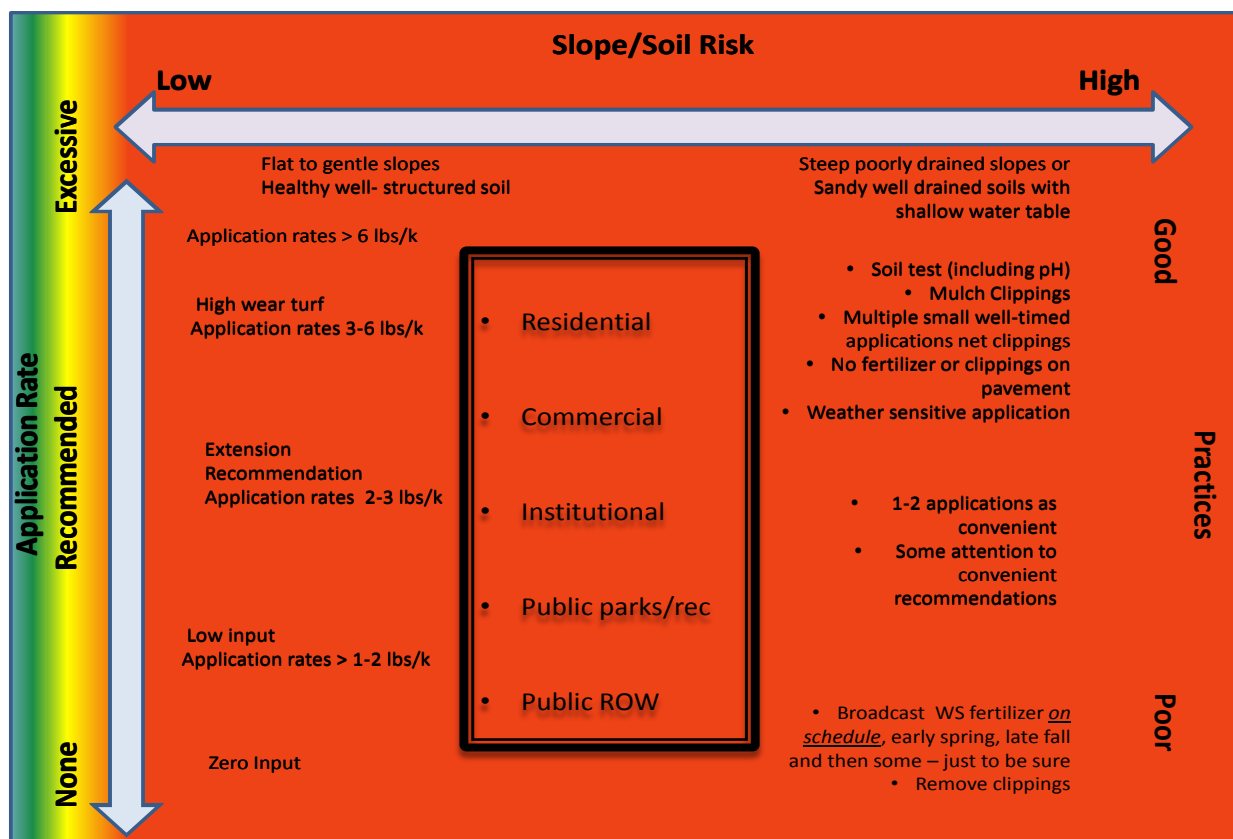 Slope/Soil Risk
Low
High
Excessive
Flat to gentle slopes
Healthy well- structured soil
Steep poorly drained slopes or
Sandy well drained soils with
shallow water table
Application rates > 6 lbs/k
High wear turf
Application rates 3-6 lbs/k
Application Rate
Recommended
Extension
Recommendation
Application rates 2-3 lbs/k
Low input
Application rates > 1-2 lbs/k
None
Zero Input
• Residential
• Commercial
• Institutional
• Public parks/rec
• Public ROW
Good
• Soil test (including pH)
• Mulch Clippings
• Multiple small well-timed
applications net clippings
• No fertilizer or clippings on
pavement
• Weather sensitive application
Practices
• 1-2 applications as
convenient
• Some attention to
convenient
recommendations
Poor
• Broadcast WS fertilizer on
schedule, early spring, late fall
and then some – just to be sure
• Remove clippings